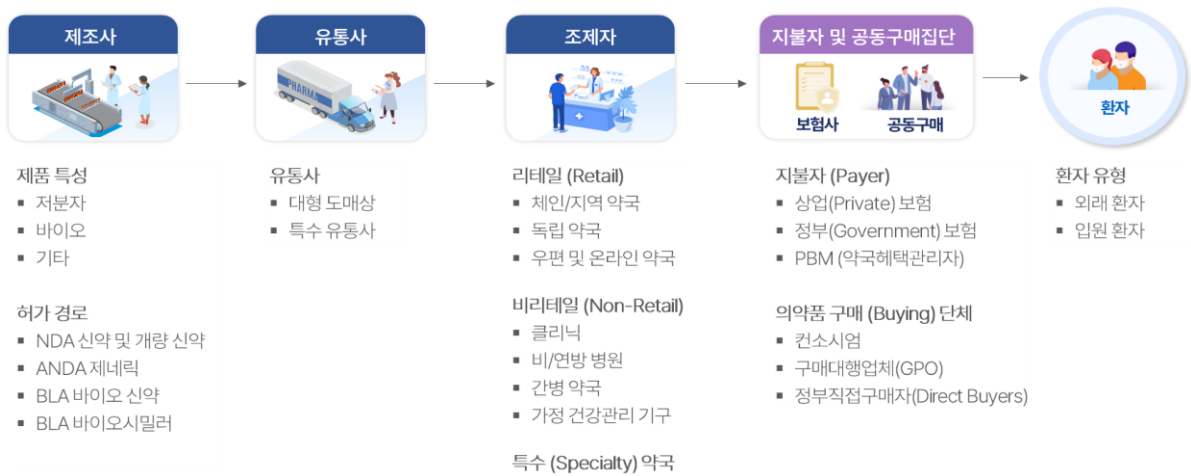 제조사
유통사
조제자
지불자 및 공동구매집단
PHARM
보험사
공동구매
환자
제품 특성
▪ 저분자
▪ 바이오
▪ 기타
허가 경로
▪ NDA 신약 및 개량 신약
▪ ANDA 제네릭
▪ BLA 바이오 신약
▪ BLA 바이오시밀러
유통사
▪ 대형 도매상
▪ 특수 유통사
리테일 (Retail)
▪ 체인/지역 약국
▪ 독립 약국
▪ 우편 및 온라인 약국
비리테일 (Non-Retail)
▪ 클리닉
▪ 비/연방 병원
▪ 간병 약국
▪ 가정 건강관리 기구
특수 (Specialty) 약국
지불자 (Payer)
▪ 상업(Private) 보험
▪ 정부(Government) 보험
▪ PBM (약국헤택관리자)
의약품 구매 (Buying) 단체
▪ 컨소시엄
▪ 구매대행업체(GPO)
▪ 정부직접구매자(Direct Buyers)
환자 유형
▪ 외래 환자
▪ 입원 환자